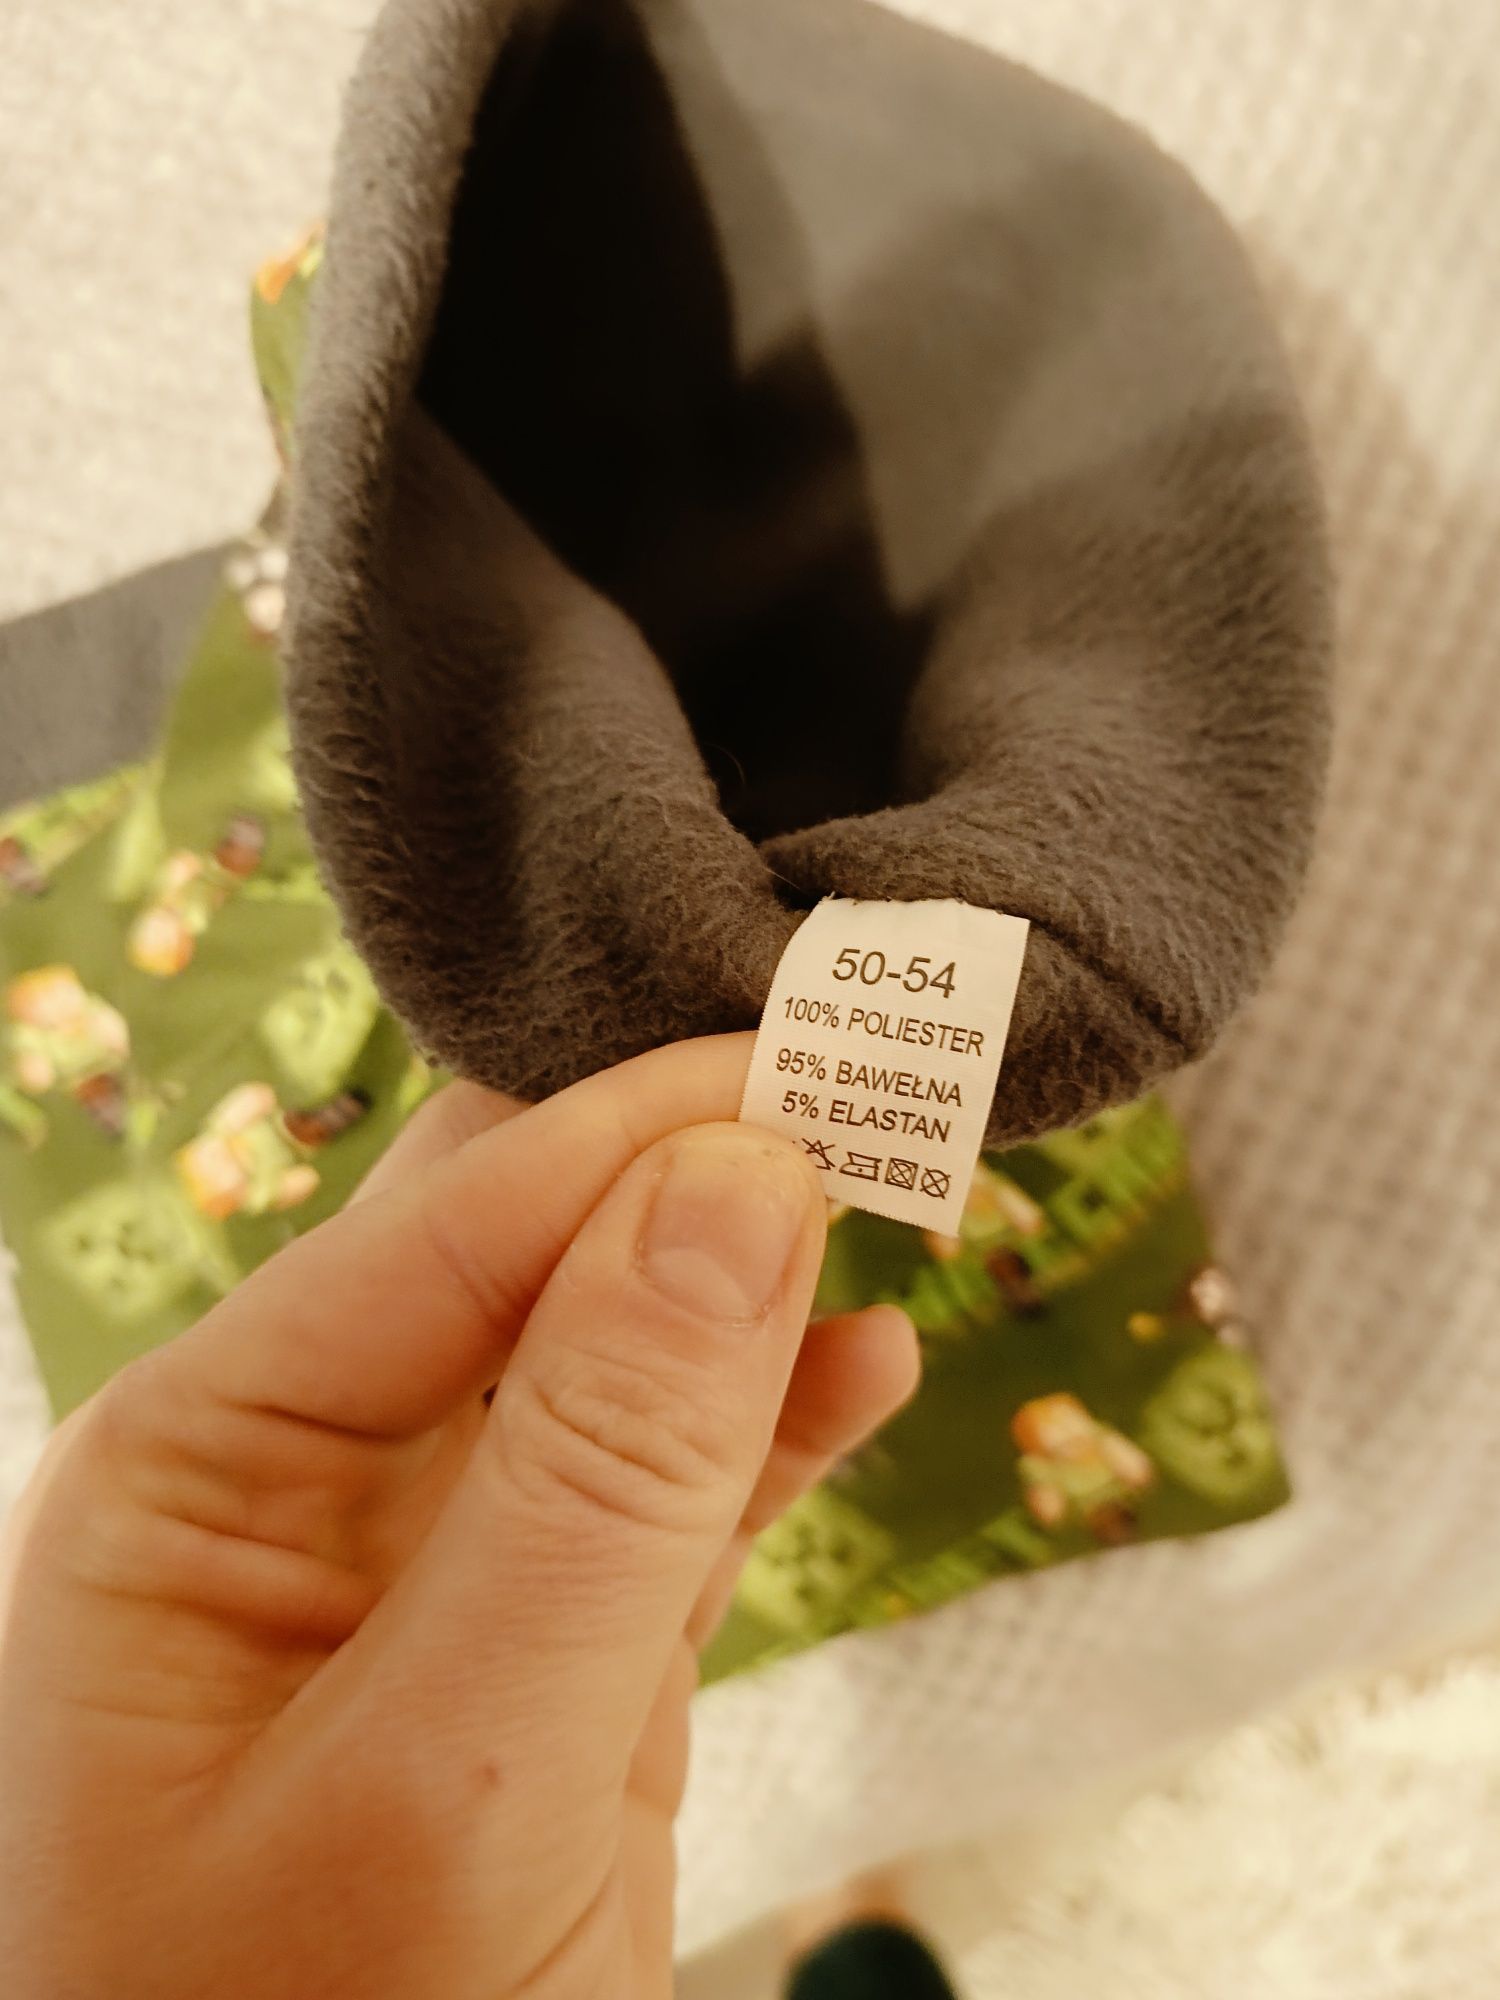 50-54
100% POLIESTER
95% BAWEŁNA
5% ELASTAN